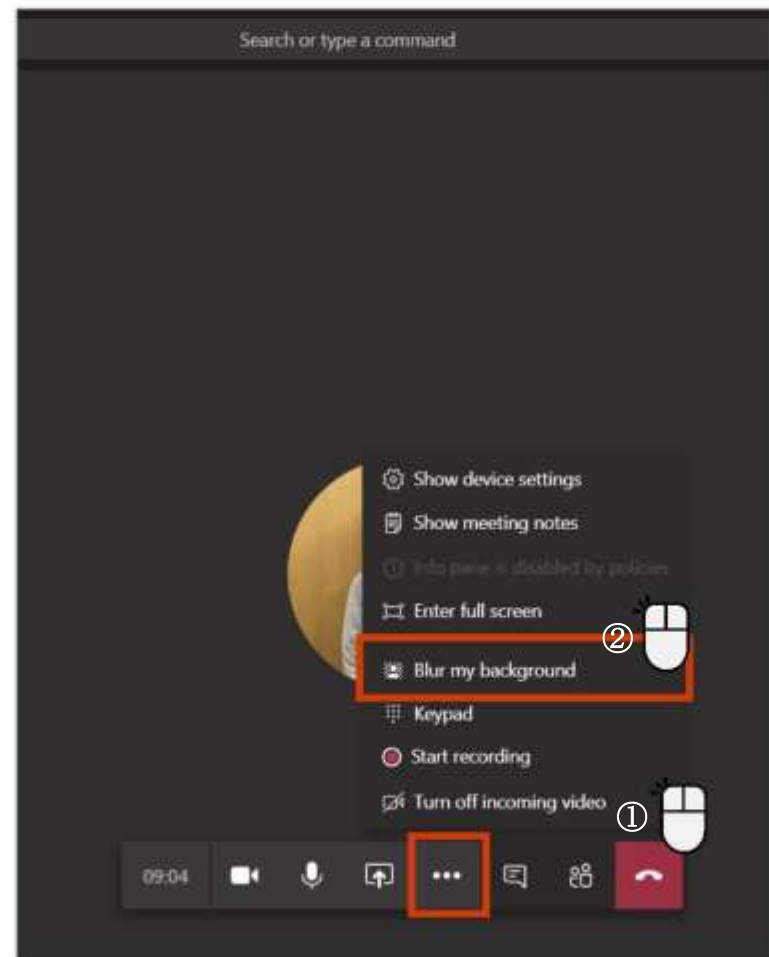 Search or type a command
Show device settings
Show meeting notes
Info pane is disabled by policies
Enter full screen
②
Blur my background
Keypad
Start recording
Turn off incoming video
①
09:04